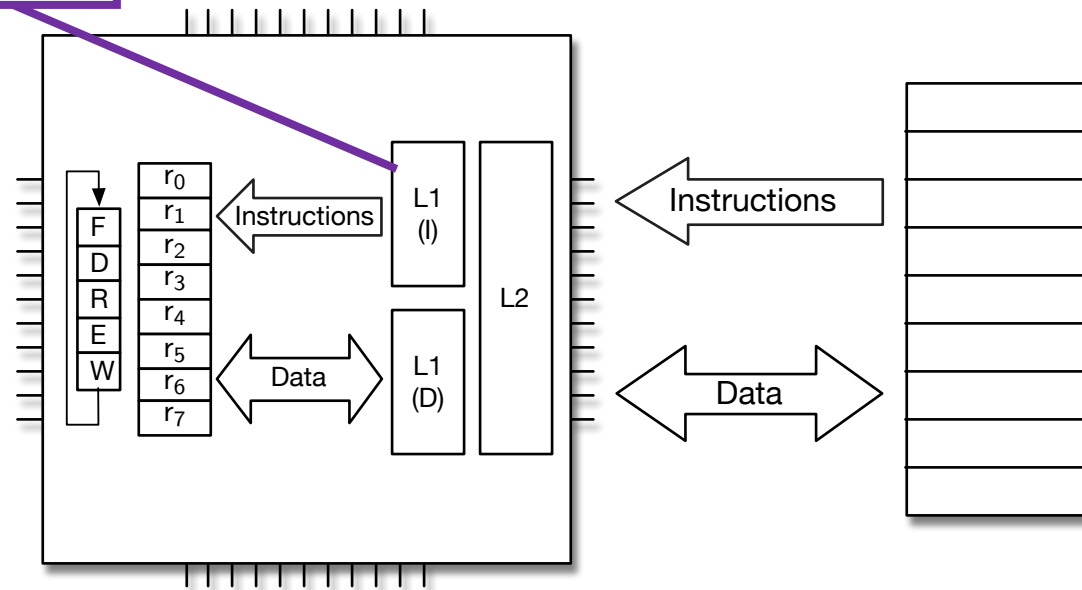 r0
r1
r2
r3
r4
r5
r6
r7
F
D
R
E
W
Instructions
Data
L1
(I)
L1
(D)
L2
Instructions
Data